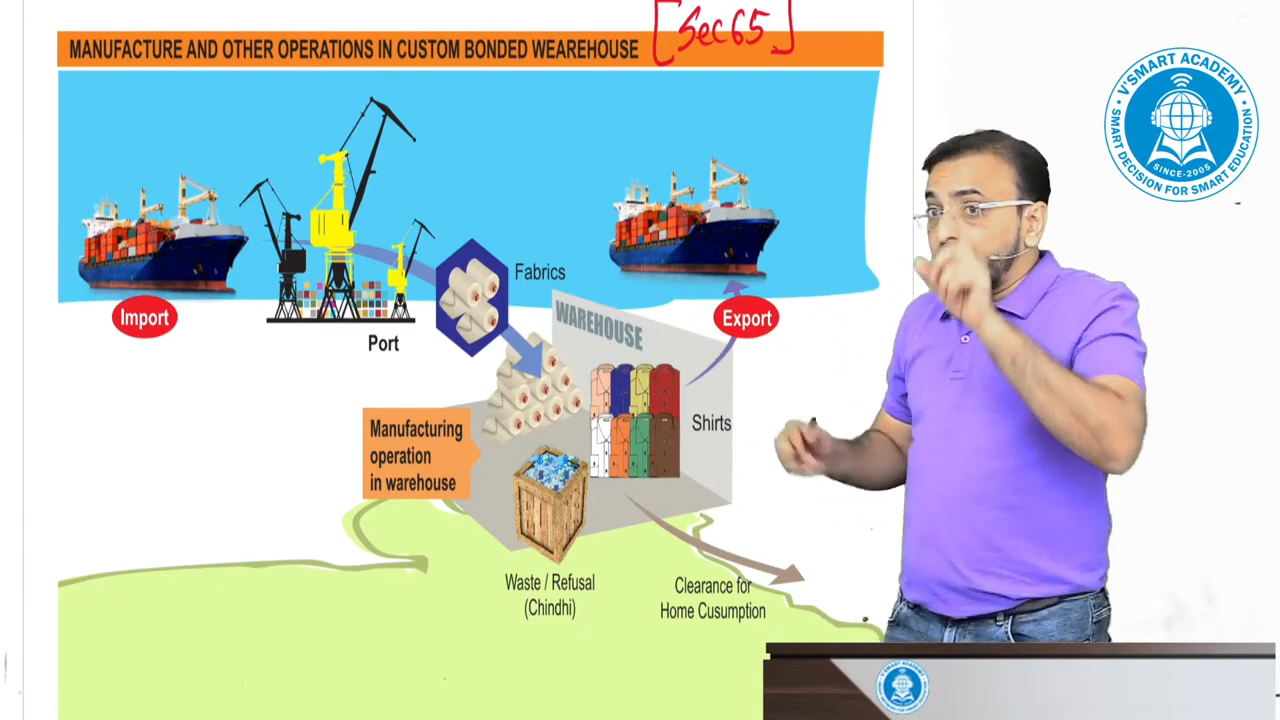 [Sec 65]
MANUFACTURE AND OTHER OPERATIONS IN CUSTOM BONDED WEAREHOUSE
V'SMART ACADEMY
SINCE-2005
SMART DECISION FOR SMART EDUCATION
Fabrics
WAREHOUSE
Import
Export
Port
Shirts
Manufacturing
operation
in warehouse
Waste / Refusal
(Chindhi)
Clearance for
Home Cusumption